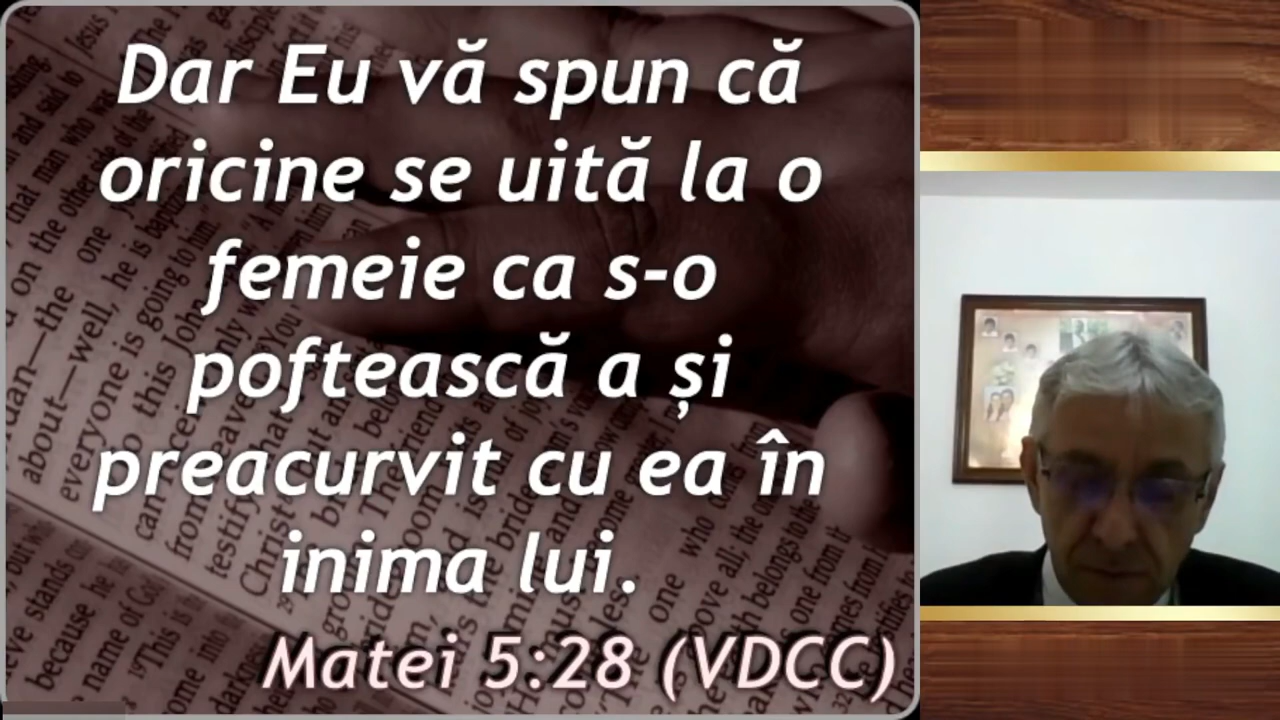 Dar Eu vă spun că
oricine se uită la o
femeie ca s-o
poftească a și
preacurvit cu ea în
inima lui.
Matei 5:28 (VDCC)